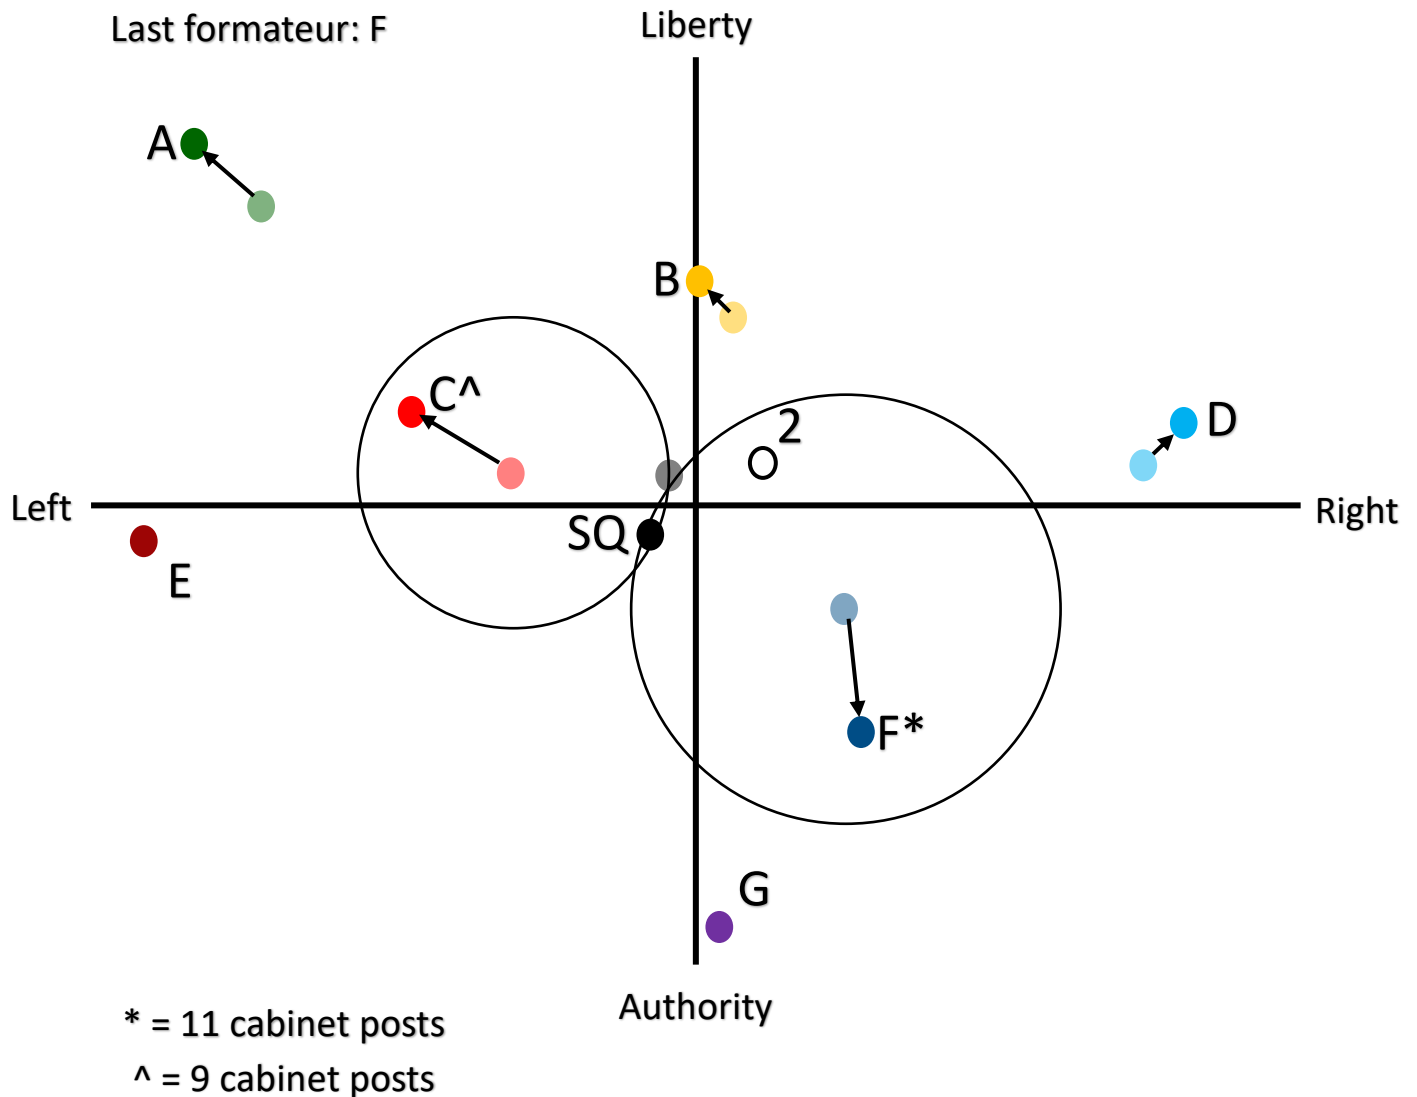 Last formateur: F
Liberty
A
B
C^
2
D
Left
Right
SQ
E
F*
G
Authority
* = 11 cabinet posts
^ = 9 cabinet posts